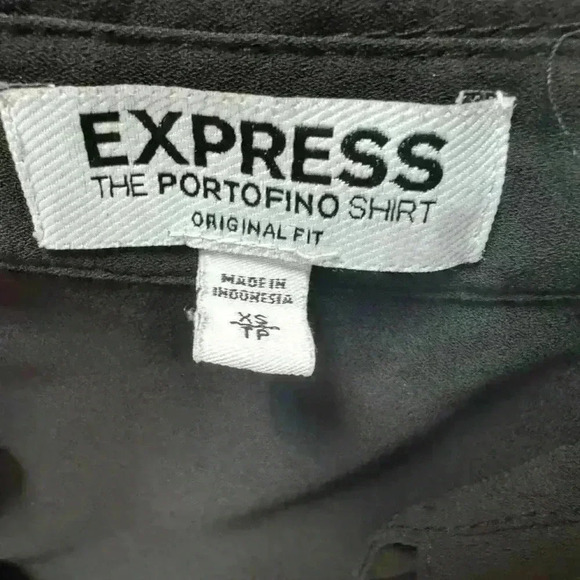 EXPRESS
THE PORTOFINO SHIRT
ORIGINAL FIT
MADE IN
INDONESIA
XS
TP